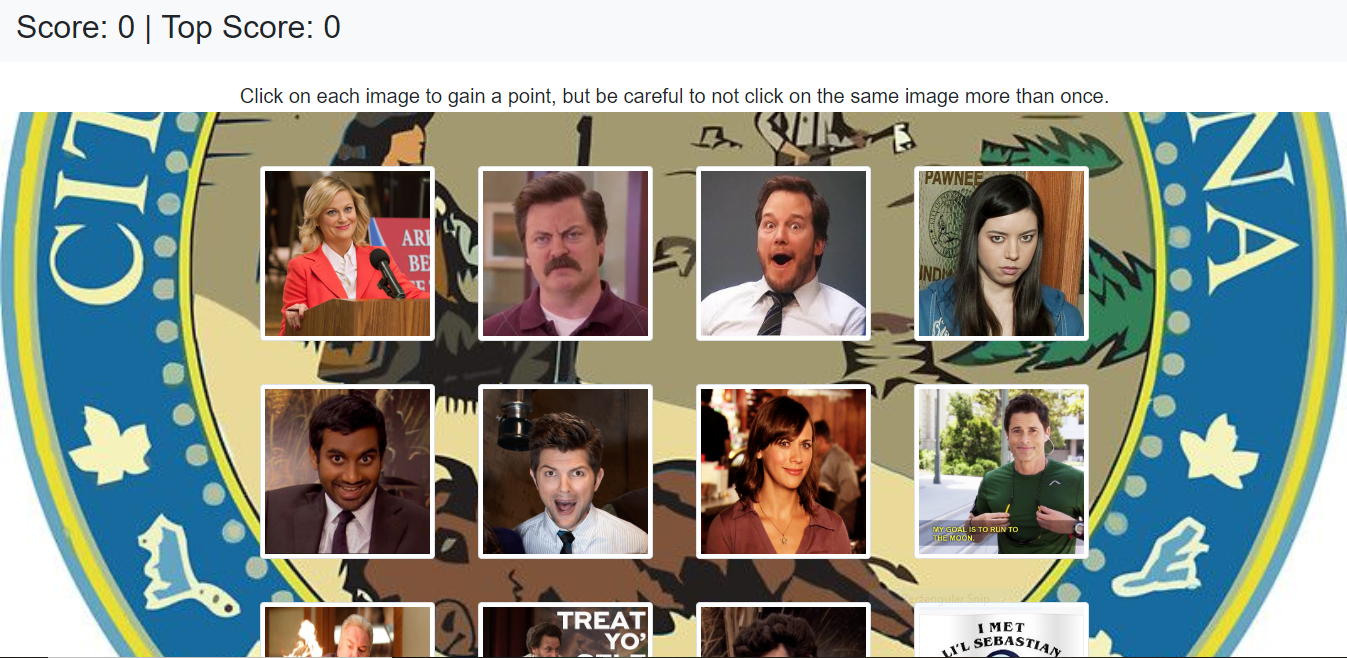 Score: 0 | Top Score: 0
Click on each image to gain a point, but be careful to not click on the same image more than once.
CIT
NA
PAWNEE
MY GOAL IS TO RUN TO
THE MOON.
TREAT
YO'
I MET
LI'L SEBASTIAN